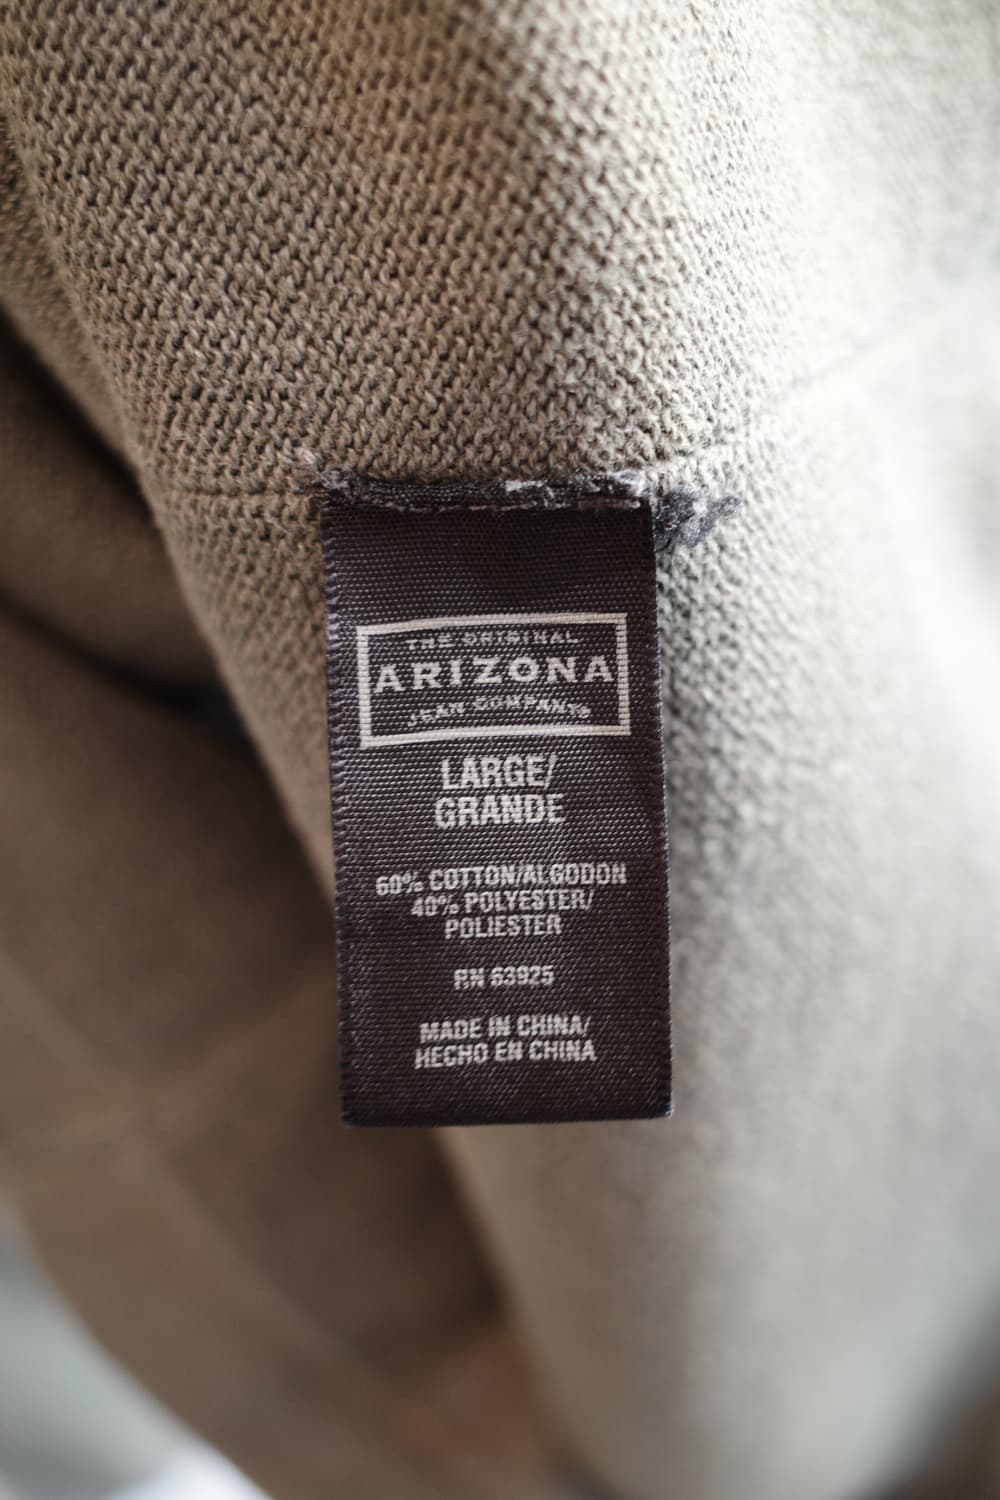 THE ORIGINAL
ARIZONA
JEAN COMPANY®
LARGE/
GRANDE
60% COTTON/ALGODON
40% POLYESTER/
POLIESTER
RN 63925
MADE IN CHINA/
HECHO EN CHINA